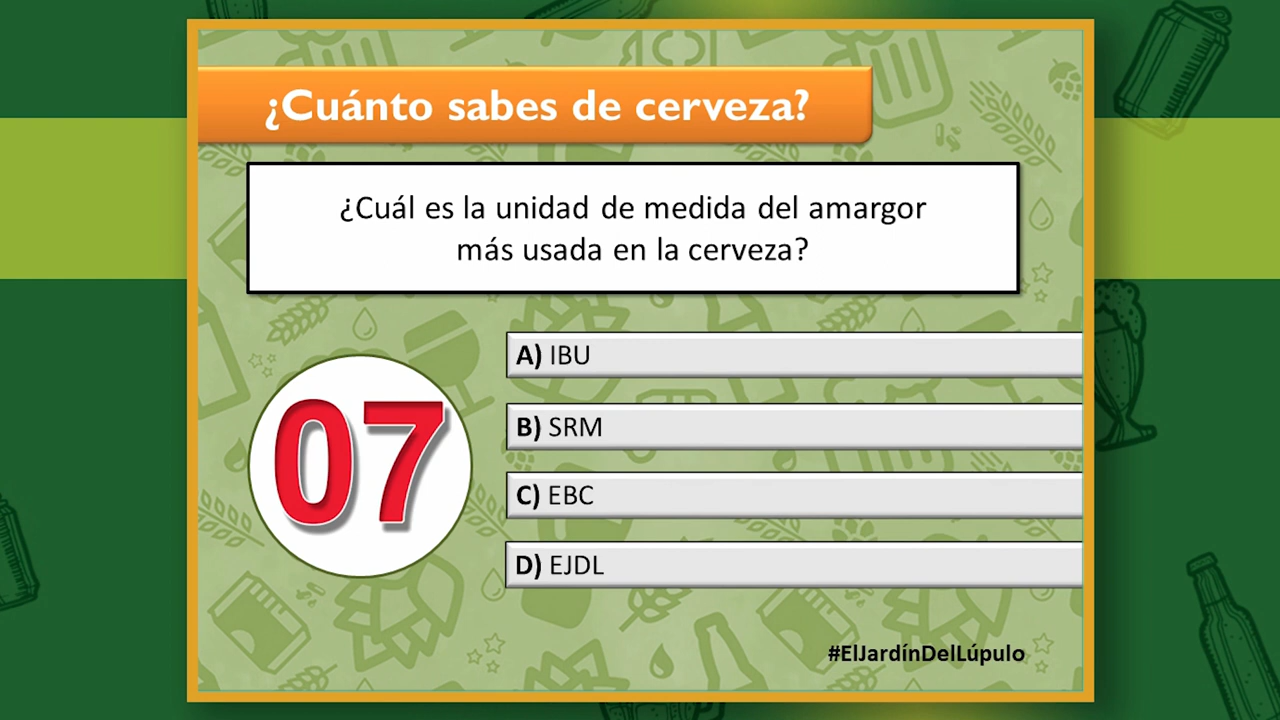 ¿Cuánto sabes de cerveza?
¿Cuál es la unidad de medida del amargor
más usada en la cerveza?
07
A) IBU
B) SRM
C) EBC
D) EJDL
#ElJardínDelLúpulo